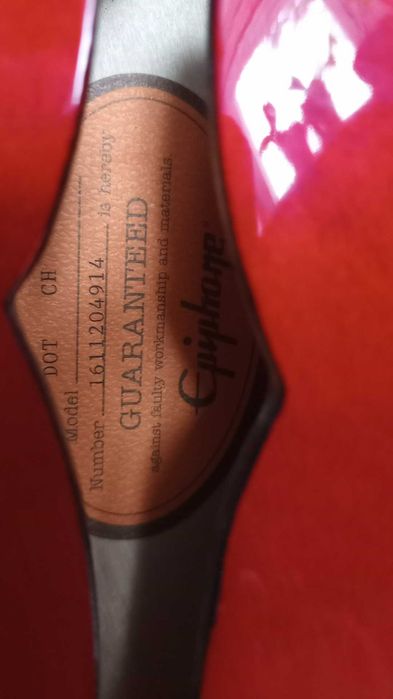 DOT CH
Model
Number 1611204914 is hereby
GUARANTEED
against faulty workmanship and materials
Epiphone